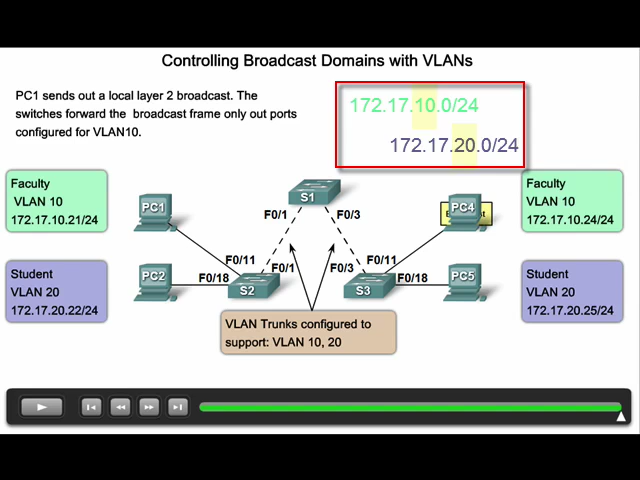 Controlling Broadcast Domains with VLANs
PC1 sends out a local layer 2 broadcast. The
switches forward the broadcast frame only out ports
configured for VLAN10.
172.17.10.0/24
172.17.20.0/24
Faculty
VLAN 10
172.17.10.21/24
PC1
S1
PC4
Faculty
VLAN 10
172.17.10.24/24
F0/1
F0/3
F0/11
F0/11
Student
VLAN 20
172.17.20.22/24
PC2
F0/18
F0/1
S2
F0/3
S3
F0/18
PC5
Student
VLAN 20
172.17.20.25/24
VLAN Trunks configured to
support: VLAN 10, 20